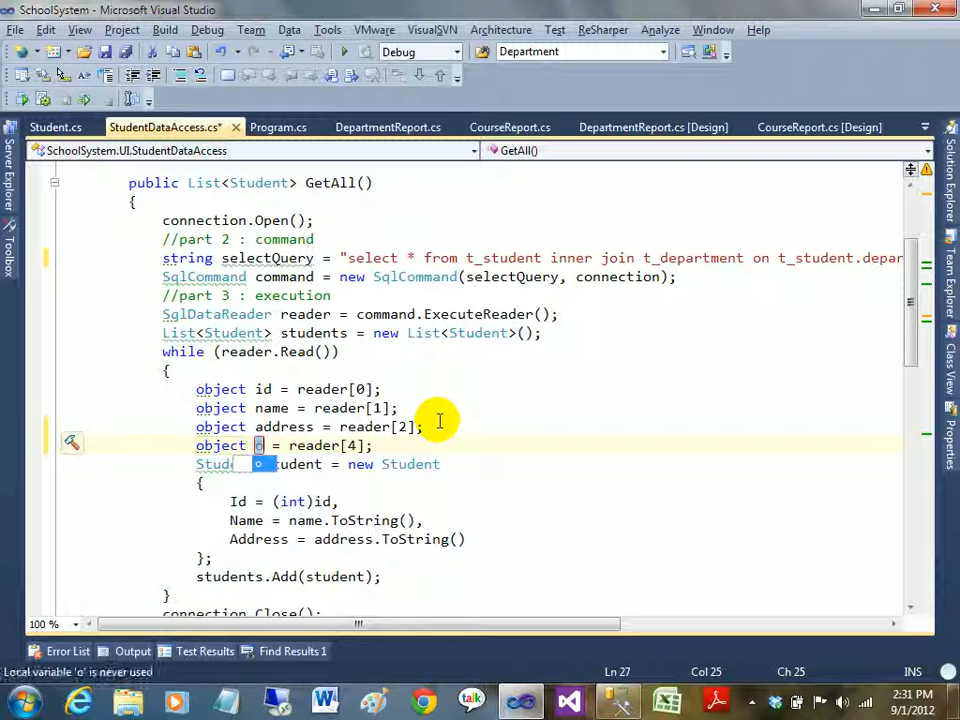 SchoolSystem - Microsoft Visual Studio
File Edit View Project Build Debug Team Data Tools VMware VisualSVN Architecture Test ReSharper Analyze Window Help
Debug Department
Student.cs StudentDataAccess.cs* Program.cs DepartmentReport.cs CourseReport.cs DepartmentReport.cs [Design] CourseReport.cs [Design]
SchoolSystem.UI.StudentDataAccess GetAll()
public List<Student> GetAll()
{
connection.Open();
//part 2 : command
string selectQuery = "select * from t_student inner join t_department on t_student.depar
SqlCommand command = new SqlCommand(selectQuery, connection);
//part 3 : execution
SqlDataReader reader = command.ExecuteReader();
List<Student> students = new List<Student>();
while (reader.Read())
{
object id = reader[0];
object name = reader[1];
object address = reader[2];
object o = reader[4];
Stude o tudent = new Student
{
Id = (int)id,
Name = name.ToString(),
Address = address.ToString()
};
students.Add(student);
}
connection.Close();
100 %
Error List Output Test Results Find Results 1
Local variable 'o' is never used Ln 27 Col 25 Ch 25 INS
Server Explorer
Toolbox
Solution Explorer
Team Explorer
Class View
Properties
talk
2:31 PM
9/1/2012